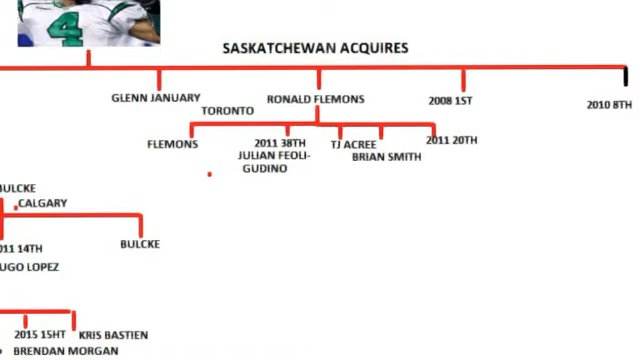 4
SASKATCHEWAN ACQUIRES
GLENN JANUARY
RONALD FLEMONS
2008 1ST
2010 8TH
TORONTO
FLEMONS
2011 38TH
JULIAN FEOLI-
GUDINO
TJ ACREE
BRIAN SMITH
2011 20TH
BULCKE
CALGARY
BULCKE
011 14TH
UGO LOPEZ
2015 15HT
KRIS BASTIEN
BRENDAN MORGAN